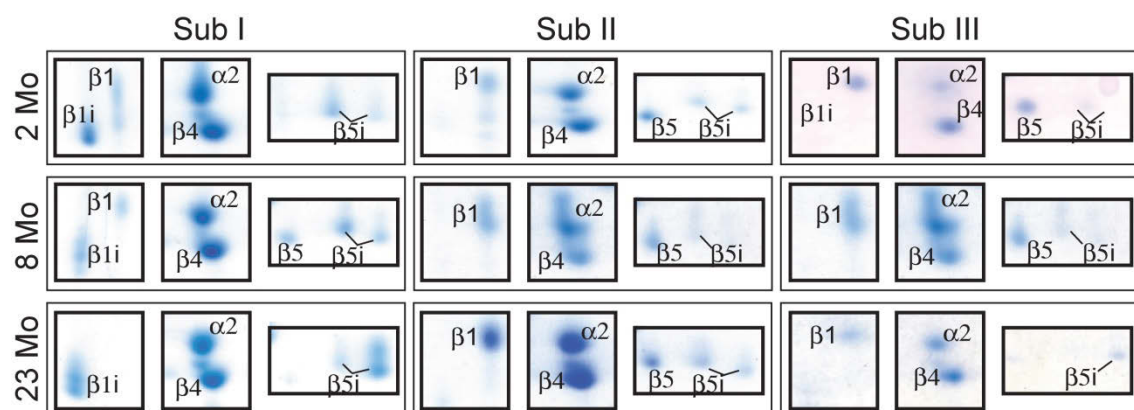 Sub I Sub II Sub III
2 Mo
β1 β1i α2 β4 β5i
β1 α2 β4 β5 β5i
β1 β1i α2 β4 β5 β5i
8 Mo
β1 β1i α2 β4 β5 β5i
β1 α2 β4 β5 β5i
β1 α2 β4 β5 β5i
23 Mo
β1i α2 β4 β5i
β1 α2 β4 β5 β5i
β1 α2 β4 β5i